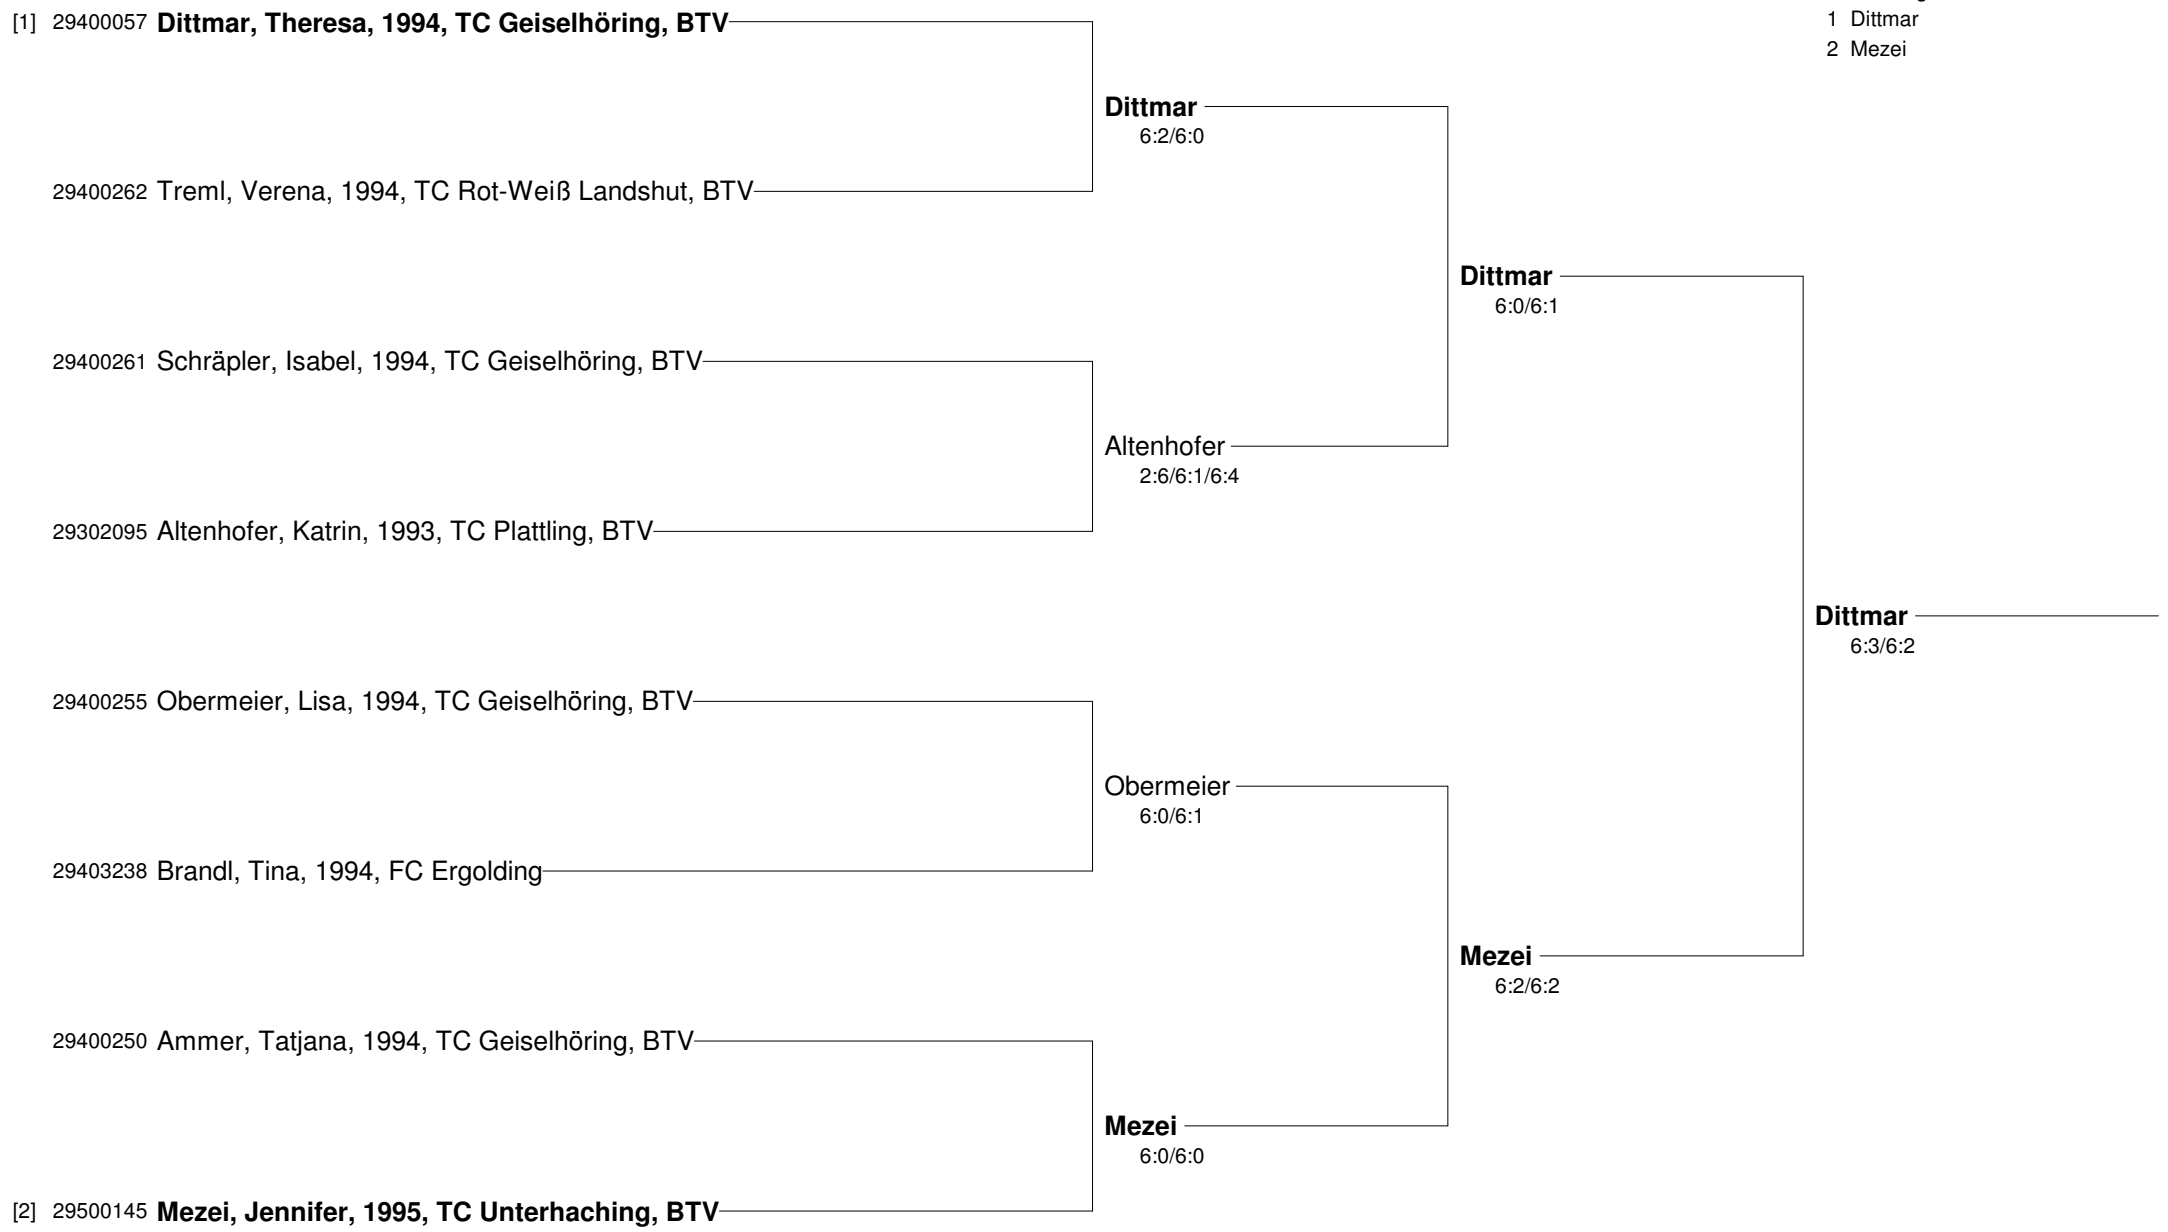 [1] 29400057 Dittmar, Theresa, 1994, TC Geiselhöring, BTV
1 Dittmar
2 Mezei
Dittmar
6:2/6:0
29400262 Treml, Verena, 1994, TC Rot-Weiß Landshut, BTV
Dittmar
6:0/6:1
29400261 Schräpler, Isabel, 1994, TC Geiselhöring, BTV
Altenhofer
2:6/6:1/6:4
29302095 Altenhofer, Katrin, 1993, TC Plattling, BTV
Dittmar
6:3/6:2
29400255 Obermeier, Lisa, 1994, TC Geiselhöring, BTV
Obermeier
6:0/6:1
29403238 Brandl, Tina, 1994, FC Ergolding
Mezei
6:2/6:2
29400250 Ammer, Tatjana, 1994, TC Geiselhöring, BTV
Mezei
6:0/6:0
[2] 29500145 Mezei, Jennifer, 1995, TC Unterhaching, BTV